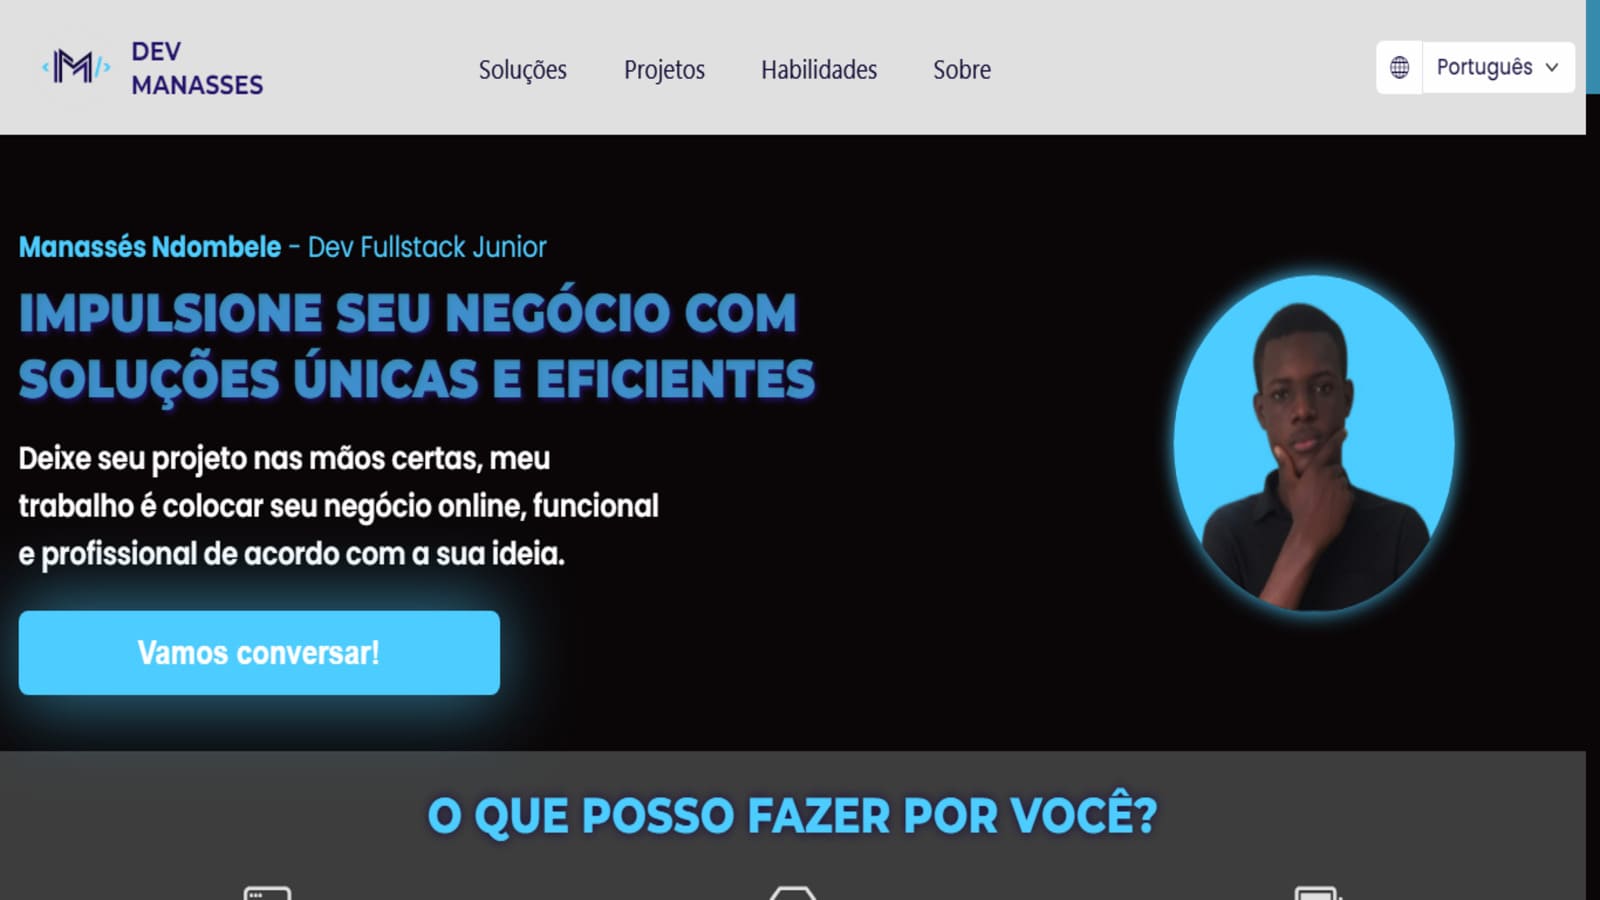 DEV
MANASSES
Soluções
Projetos
Habilidades
Sobre
Português
Manassés Ndombele - Dev Fullstack Junior
IMPULSIONE SEU NEGÓCIO COM
SOLUÇÕES ÚNICAS E EFICIENTES
Deixe seu projeto nas mãos certas, meu
trabalho é colocar seu negócio online, funcional
e profissional de acordo com a sua ideia.
Vamos conversar!
O QUE POSSO FAZER POR VOCÊ?